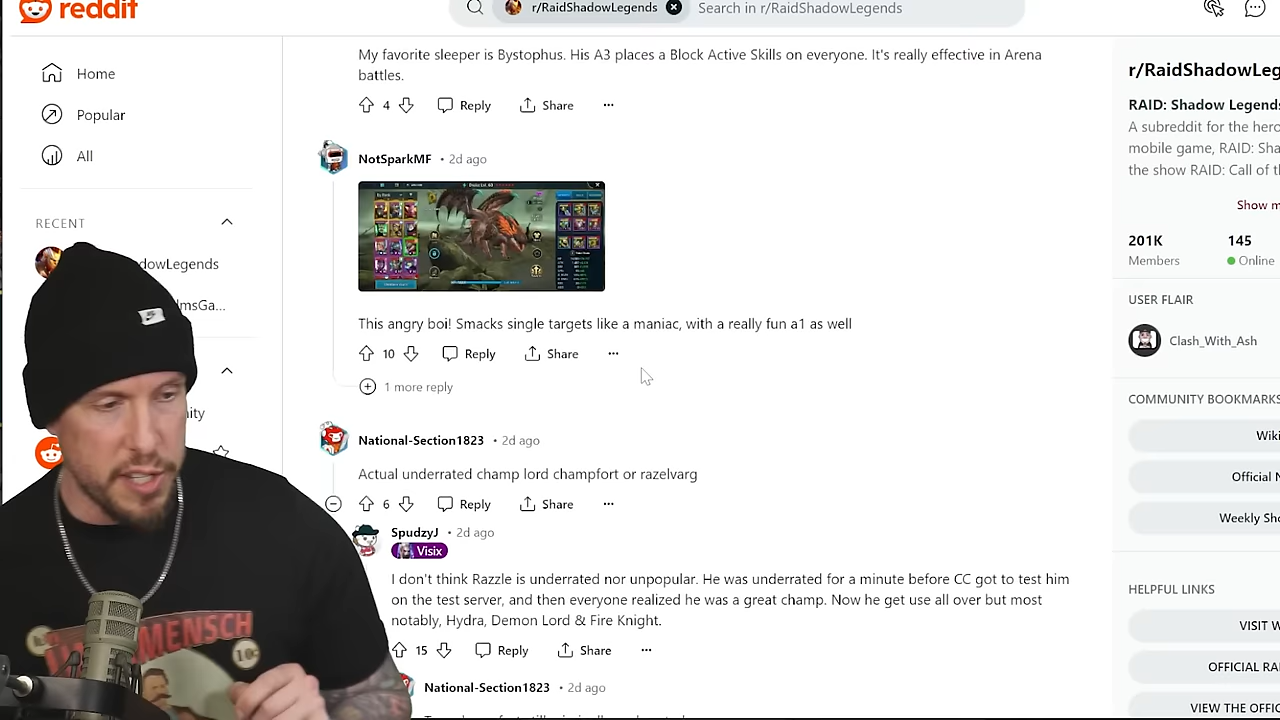 reddit
r/RaidShadowLegends
Search in r/RaidShadowLegends
Home
Popular
All
RECENT
dowLegends
lmsGa...
ity
My favorite sleeper is Bystophus. His A3 places a Block Active Skills on everyone. It's really effective in Arena
battles.
4
Reply
Share
NotSparkMF • 2d ago
This angry boi! Smacks single targets like a maniac, with a really fun a1 as well
10
Reply
Share
1 more reply
National-Section1823 • 2d ago
Actual underrated champ lord champfort or razelvarg
6
Reply
Share
SpudzyJ • 2d ago
Visix
I don't think Razzle is underrated nor unpopular. He was underrated for a minute before CC got to test him
on the test server, and then everyone realized he was a great champ. Now he get use all over but most
notably, Hydra, Demon Lord & Fire Knight.
15
Reply
Share
National-Section1823 • 2d ago
r/RaidShadowLeg
RAID: Shadow Legends
A subreddit for the hero
mobile game, RAID: Sha
the show RAID: Call of t
Show m
201K
145
Members
Online
USER FLAIR
Clash_With_Ash
COMMUNITY BOOKMARKS
Wiki
Official N
Weekly Sho
HELPFUL LINKS
VISIT W
OFFICIAL RA
VIEW THE OFFIC
MENSCH